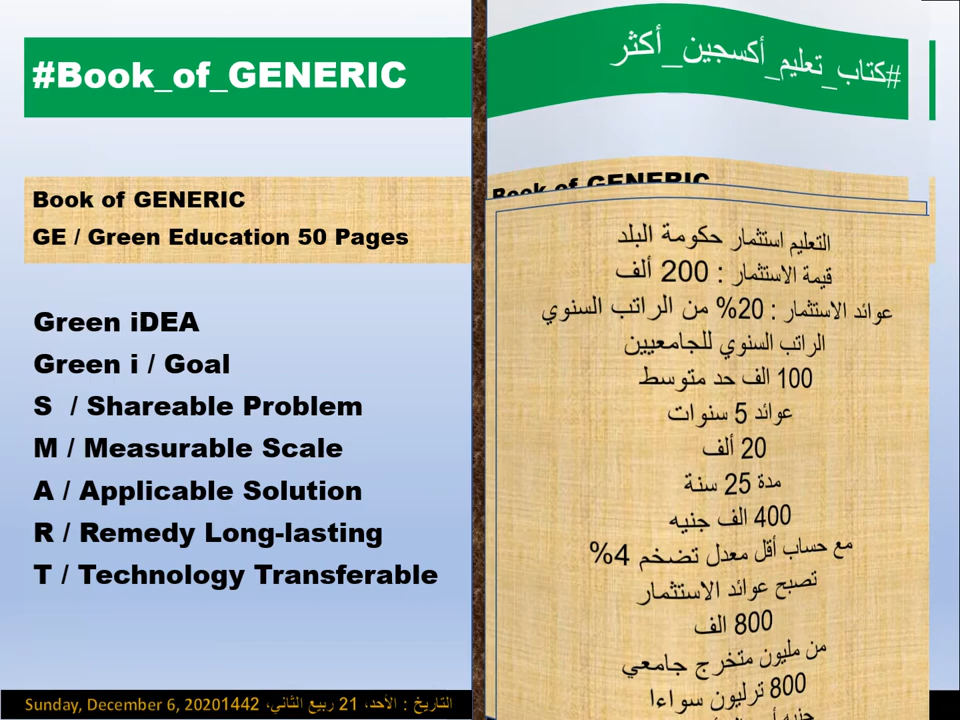 #Book_of_GENERIC
Book of GENERIC
GE / Green Education 50 Pages
Green iDEA
Green i / Goal
S / Shareable Problem
M / Measurable Scale
A / Applicable Solution
R / Remedy Long-lasting
T / Technology Transferable
Sunday, December 6, 2020التاريخ : الأحد، 21 ربيع الثاني، 1442
#كتاب_تعليم_أكسجين_أكثر
Book of GENERIC
التعليم استثمار حكومة البلد
قيمة الاستثمار : 200 ألف
عوائد الاستثمار : 20% من الراتب السنوي
الراتب السنوي للجامعيين
100 الف حد متوسط
عوائد 5 سنوات
20 ألف
مدة 25 سنة
400 الف جنيه
مع حساب أقل معدل تضخم 4%
تصبح عوائد الاستثمار
800 الف
من مليون متخرج جامعي
800 ترليون سواءا